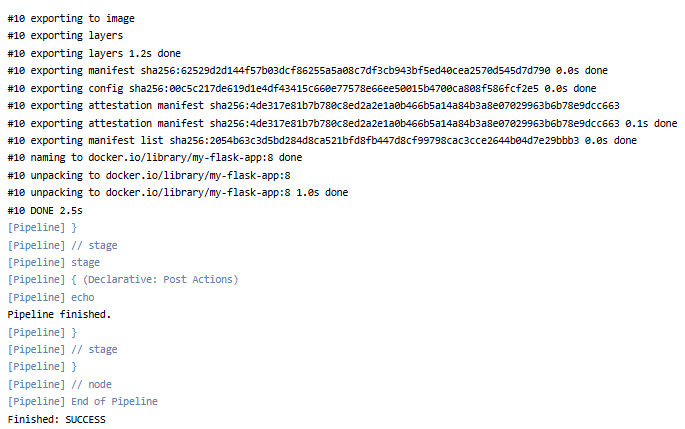 #10 exporting to image
#10 exporting layers
#10 exporting layers 1.2s done
#10 exporting manifest sha256:62529d2d144f57b03dcf86255a5a08c7df3cb943bf5ed40cea2570d545d7d790 0.0s done
#10 exporting config sha256:00c5c217de619d1e4df43415c660e77578e66ee50015b4700ca808f586fcf2e5 0.0s done
#10 exporting attestation manifest sha256:4de317e81b7b780c8ed2a2e1a0b466b5a14a84b3a8e07029963b6b78e9dcc663
#10 exporting attestation manifest sha256:4de317e81b7b780c8ed2a2e1a0b466b5a14a84b3a8e07029963b6b78e9dcc663 0.1s done
#10 exporting manifest list sha256:2054b63c3d5bd284d8ca521bfd8fb447d8cf99798cac3cce2644b04d7e29bbb3 0.0s done
#10 naming to docker.io/library/my-flask-app:8 done
#10 unpacking to docker.io/library/my-flask-app:8
#10 unpacking to docker.io/library/my-flask-app:8 1.0s done
#10 DONE 2.5s
[Pipeline] }
[Pipeline] // stage
[Pipeline] stage
[Pipeline] { (Declarative: Post Actions)
[Pipeline] echo
Pipeline finished.
[Pipeline] }
[Pipeline] // stage
[Pipeline] }
[Pipeline] // node
[Pipeline] End of Pipeline
Finished: SUCCESS